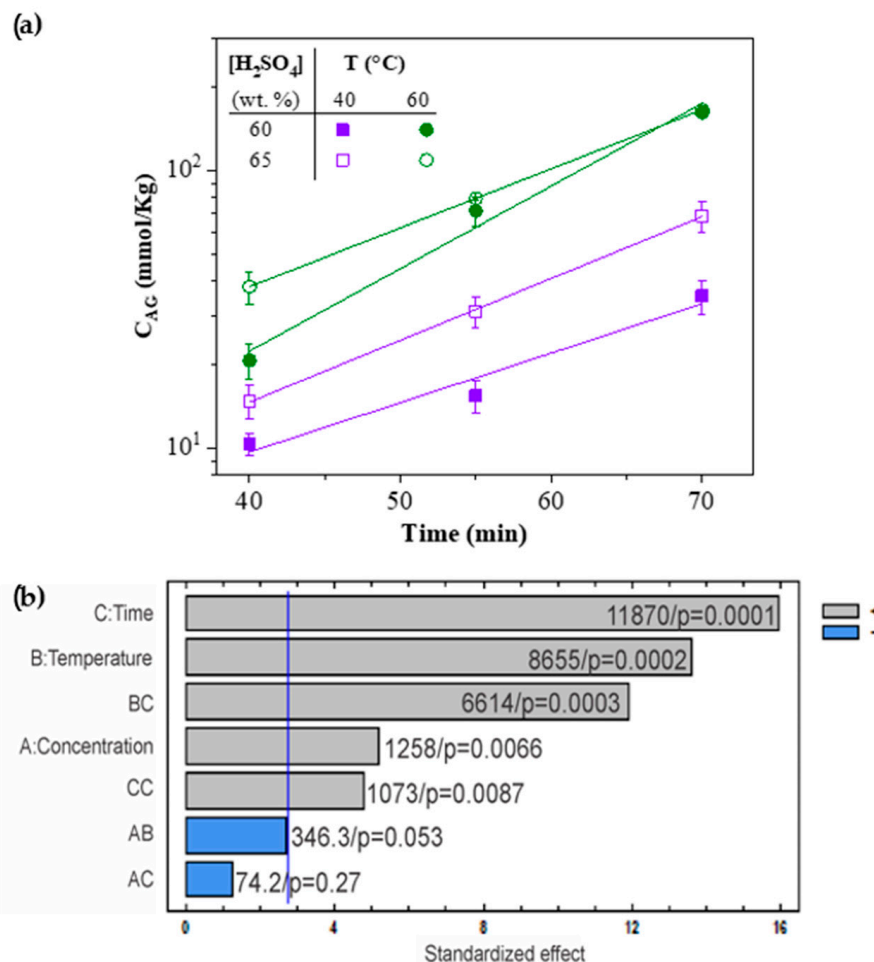 (a)
[H₂SO₄] T (°C)
(wt. %) 40 60
60
65
10²
10¹
C_AG (mmol/Kg)
40 50 60 70
Time (min)
(b)
C:Time 11870/p=0.0001
B:Temperature 8655/p=0.0002
BC 6614/p=0.0003
A:Concentration 1258/p=0.0066
CC 1073/p=0.0087
AB 346.3/p=0.053
AC 74.2/p=0.27
0 4 8 12 16
Standardized effect